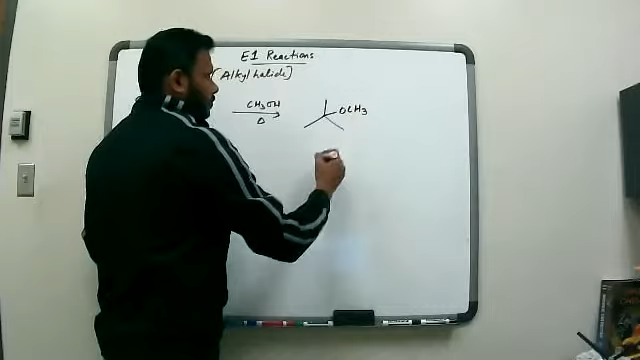 E1 Reactions
(Alkyl halide)
CH3OH
OCH3
Δ